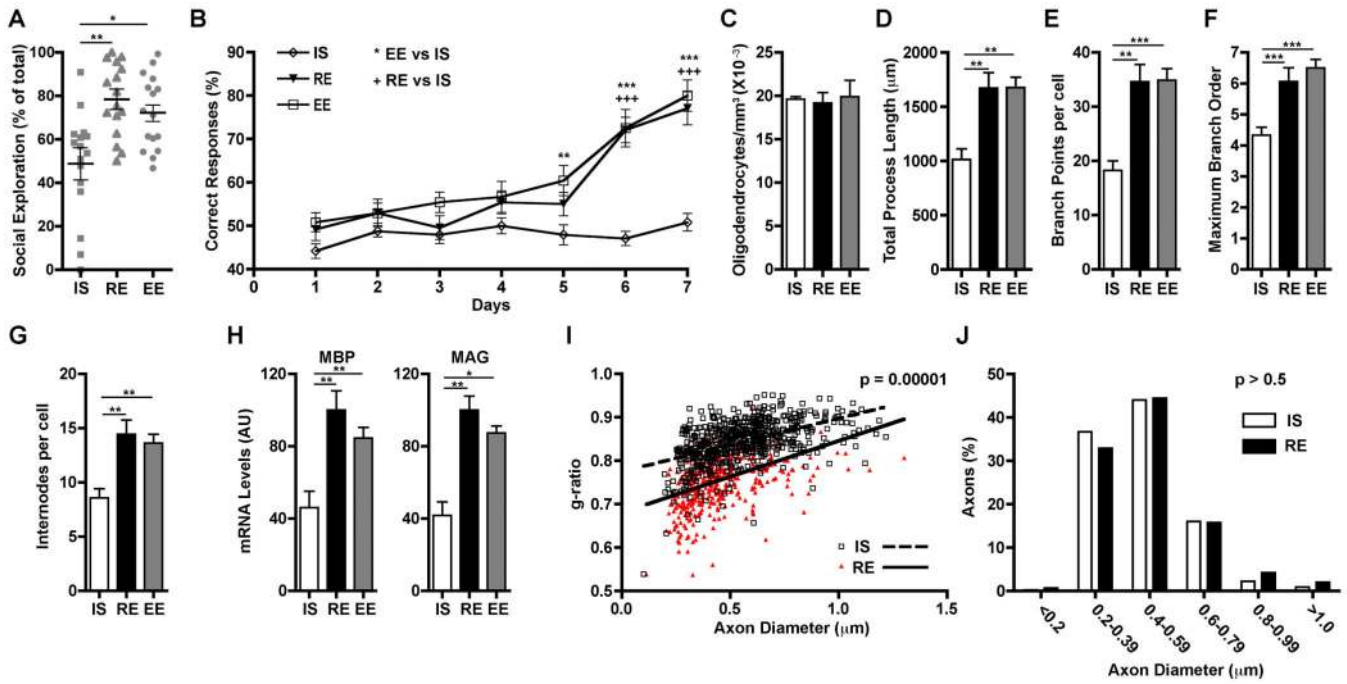 A
Social Exploration (% of total)
100
80
60
40
20
0
*
**
IS RE EE
B
Correct Responses (%)
90
80
70
60
50
40
IS
RE
EE
* EE vs IS
+ RE vs IS
**
***
+++
***
+++
0 1 2 3 4 5 6 7
Days
C
Oligodendrocytes/mm³ (X10⁻³)
25
20
15
10
5
0
IS RE EE
D
Total Process Length (μm)
2000
1500
1000
500
0
**
**
IS RE EE
E
Branch Points per cell
40
30
20
10
0
***
**
IS RE EE
F
Maximum Branch Order
7
6
5
4
3
2
1
0
***
***
IS RE EE
G
Internodes per cell
20
15
10
5
0
**
**
IS RE EE
H
mRNA Levels (AU)
MBP
120
80
40
0
**
**
IS RE EE
MAG
120
80
40
0
*
**
IS RE EE
I
g-ratio
1.0
0.9
0.8
0.7
0.6
0.5
p = 0.00001
IS
RE
0.0 0.5 1.0 1.5
Axon Diameter (μm)
J
Axons (%)
50
40
30
20
10
0
p > 0.5
IS
RE
<0.2
0.2-0.39
0.4-0.59
0.6-0.79
0.8-0.99
>1.0
Axon Diameter (μm)